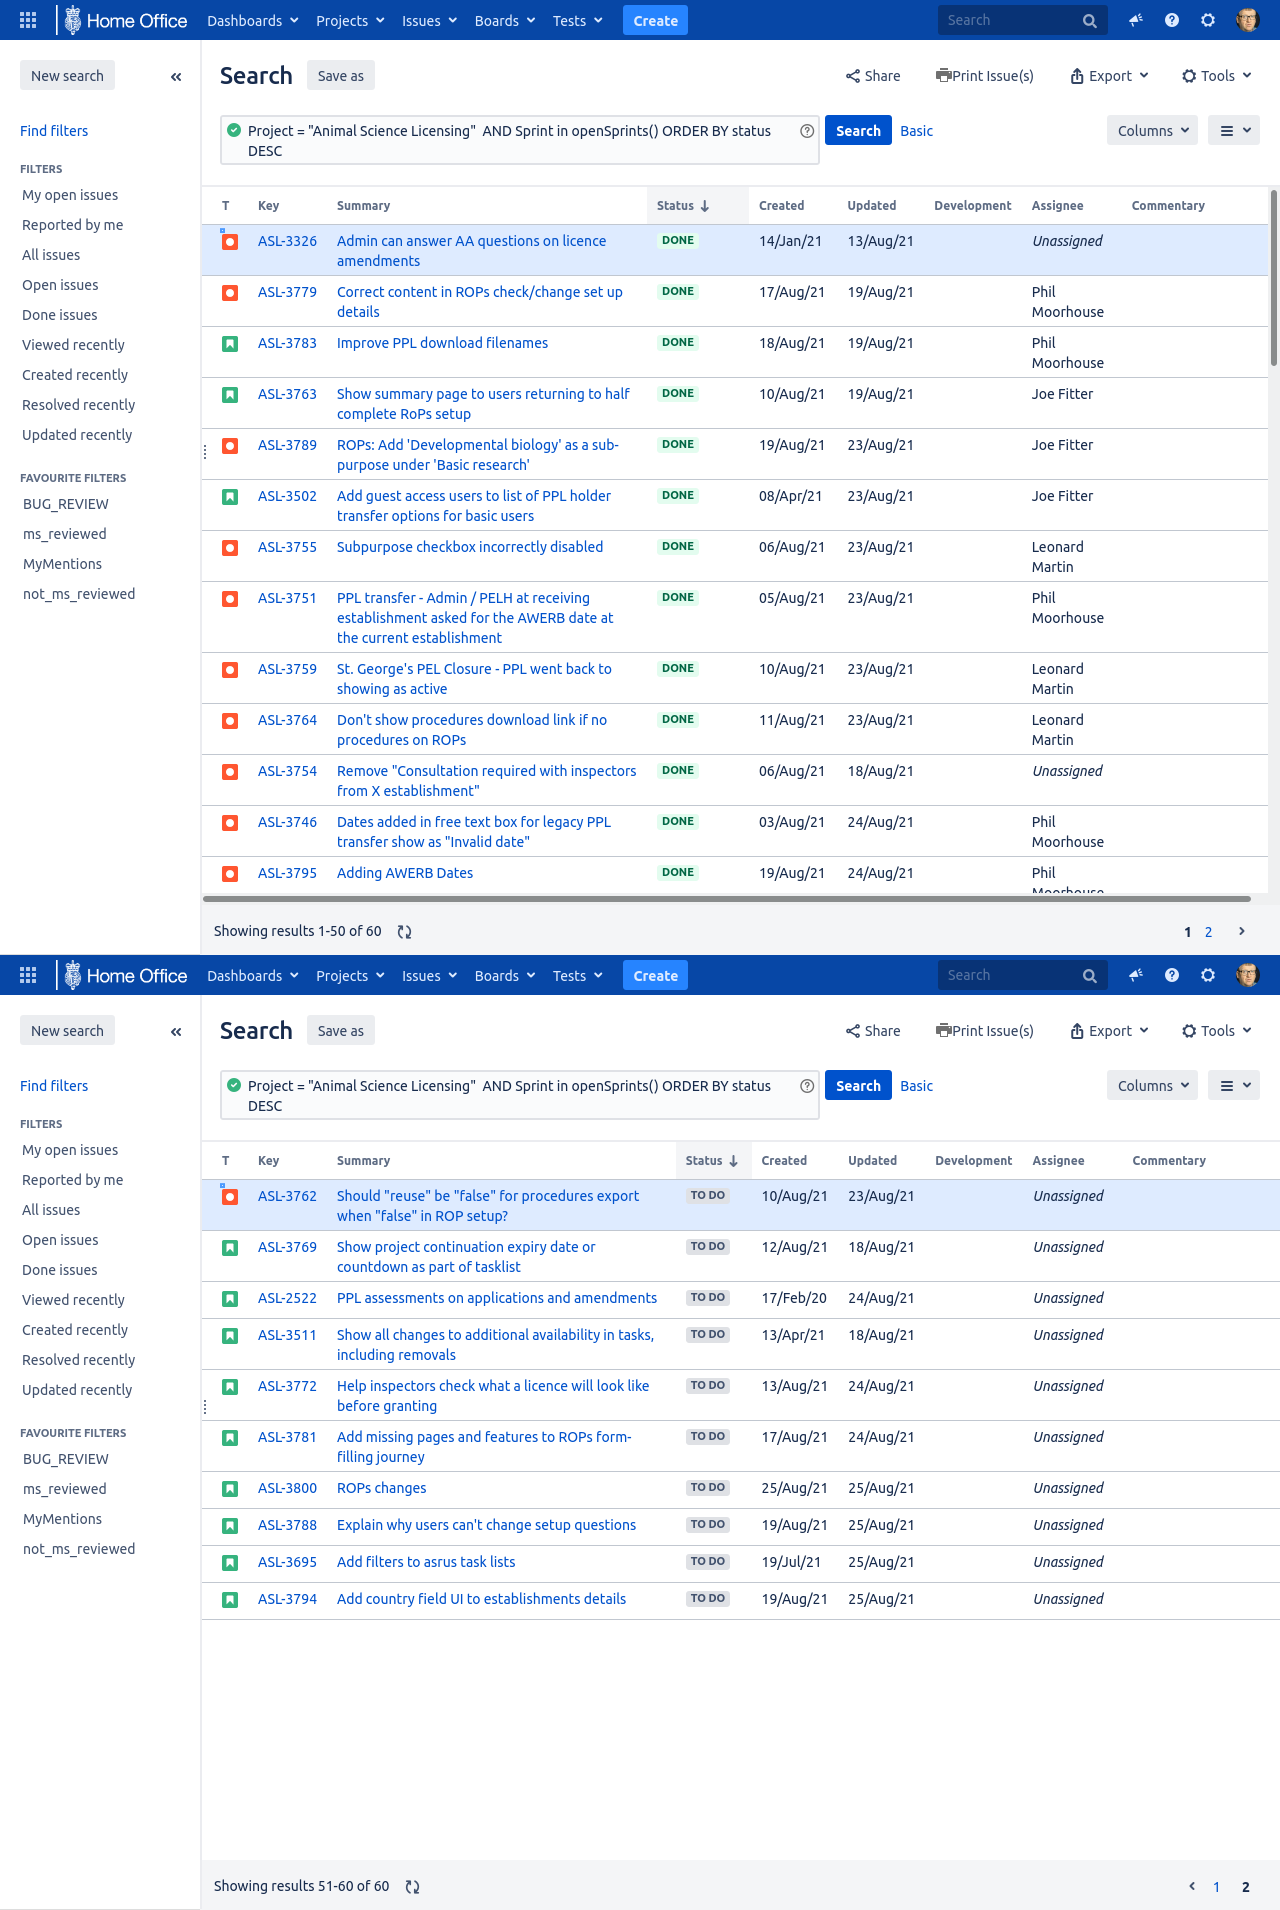 Home Office Dashboards Projects Issues Boards Tests Create Search
New search
Search Save as Share Print Issue(s) Export Tools
Find filters
Project = "Animal Science Licensing" AND Sprint in openSprints() ORDER BY status
DESC
Search Basic Columns
FILTERS
My open issues
Reported by me
All issues
Open issues
Done issues
Viewed recently
Created recently
Resolved recently
Updated recently
FAVOURITE FILTERS
BUG_REVIEW
ms_reviewed
MyMentions
not_ms_reviewed
T Key Summary Status Created Updated Development Assignee Commentary
ASL-3326 Admin can answer AA questions on licence DONE 14/Jan/21 13/Aug/21 Unassigned
amendments
ASL-3779 Correct content in ROPs check/change set up DONE 17/Aug/21 19/Aug/21 Phil
details Moorhouse
ASL-3783 Improve PPL download filenames DONE 18/Aug/21 19/Aug/21 Phil
Moorhouse
ASL-3763 Show summary page to users returning to half DONE 10/Aug/21 19/Aug/21 Joe Fitter
complete RoPs setup
ASL-3789 ROPs: Add 'Developmental biology' as a sub- DONE 19/Aug/21 23/Aug/21 Joe Fitter
purpose under 'Basic research'
ASL-3502 Add guest access users to list of PPL holder DONE 08/Apr/21 23/Aug/21 Joe Fitter
transfer options for basic users
ASL-3755 Subpurpose checkbox incorrectly disabled DONE 06/Aug/21 23/Aug/21 Leonard
Martin
ASL-3751 PPL transfer - Admin / PELH at receiving DONE 05/Aug/21 23/Aug/21 Phil
establishment asked for the AWERB date at Moorhouse
the current establishment
ASL-3759 St. George's PEL Closure - PPL went back to DONE 10/Aug/21 23/Aug/21 Leonard
showing as active Martin
ASL-3764 Don't show procedures download link if no DONE 11/Aug/21 23/Aug/21 Leonard
procedures on ROPs Martin
ASL-3754 Remove "Consultation required with inspectors DONE 06/Aug/21 18/Aug/21 Unassigned
from X establishment"
ASL-3746 Dates added in free text box for legacy PPL DONE 03/Aug/21 24/Aug/21 Phil
transfer show as "Invalid date" Moorhouse
ASL-3795 Adding AWERB Dates DONE 19/Aug/21 24/Aug/21 Phil
Moorhouse
Showing results 1-50 of 60 1 2
Home Office Dashboards Projects Issues Boards Tests Create Search
New search
Search Save as Share Print Issue(s) Export Tools
Find filters
Project = "Animal Science Licensing" AND Sprint in openSprints() ORDER BY status
DESC
Search Basic Columns
FILTERS
My open issues
Reported by me
All issues
Open issues
Done issues
Viewed recently
Created recently
Resolved recently
Updated recently
FAVOURITE FILTERS
BUG_REVIEW
ms_reviewed
MyMentions
not_ms_reviewed
T Key Summary Status Created Updated Development Assignee Commentary
ASL-3762 Should "reuse" be "false" for procedures export TO DO 10/Aug/21 23/Aug/21 Unassigned
when "false" in ROP setup?
ASL-3769 Show project continuation expiry date or TO DO 12/Aug/21 18/Aug/21 Unassigned
countdown as part of tasklist
ASL-2522 PPL assessments on applications and amendments TO DO 17/Feb/20 24/Aug/21 Unassigned
ASL-3511 Show all changes to additional availability in tasks, TO DO 13/Apr/21 18/Aug/21 Unassigned
including removals
ASL-3772 Help inspectors check what a licence will look like TO DO 13/Aug/21 24/Aug/21 Unassigned
before granting
ASL-3781 Add missing pages and features to ROPs form- TO DO 17/Aug/21 24/Aug/21 Unassigned
filling journey
ASL-3800 ROPs changes TO DO 25/Aug/21 25/Aug/21 Unassigned
ASL-3788 Explain why users can't change setup questions TO DO 19/Aug/21 25/Aug/21 Unassigned
ASL-3695 Add filters to asrus task lists TO DO 19/Jul/21 25/Aug/21 Unassigned
ASL-3794 Add country field UI to establishments details TO DO 19/Aug/21 25/Aug/21 Unassigned
Showing results 51-60 of 60 1 2